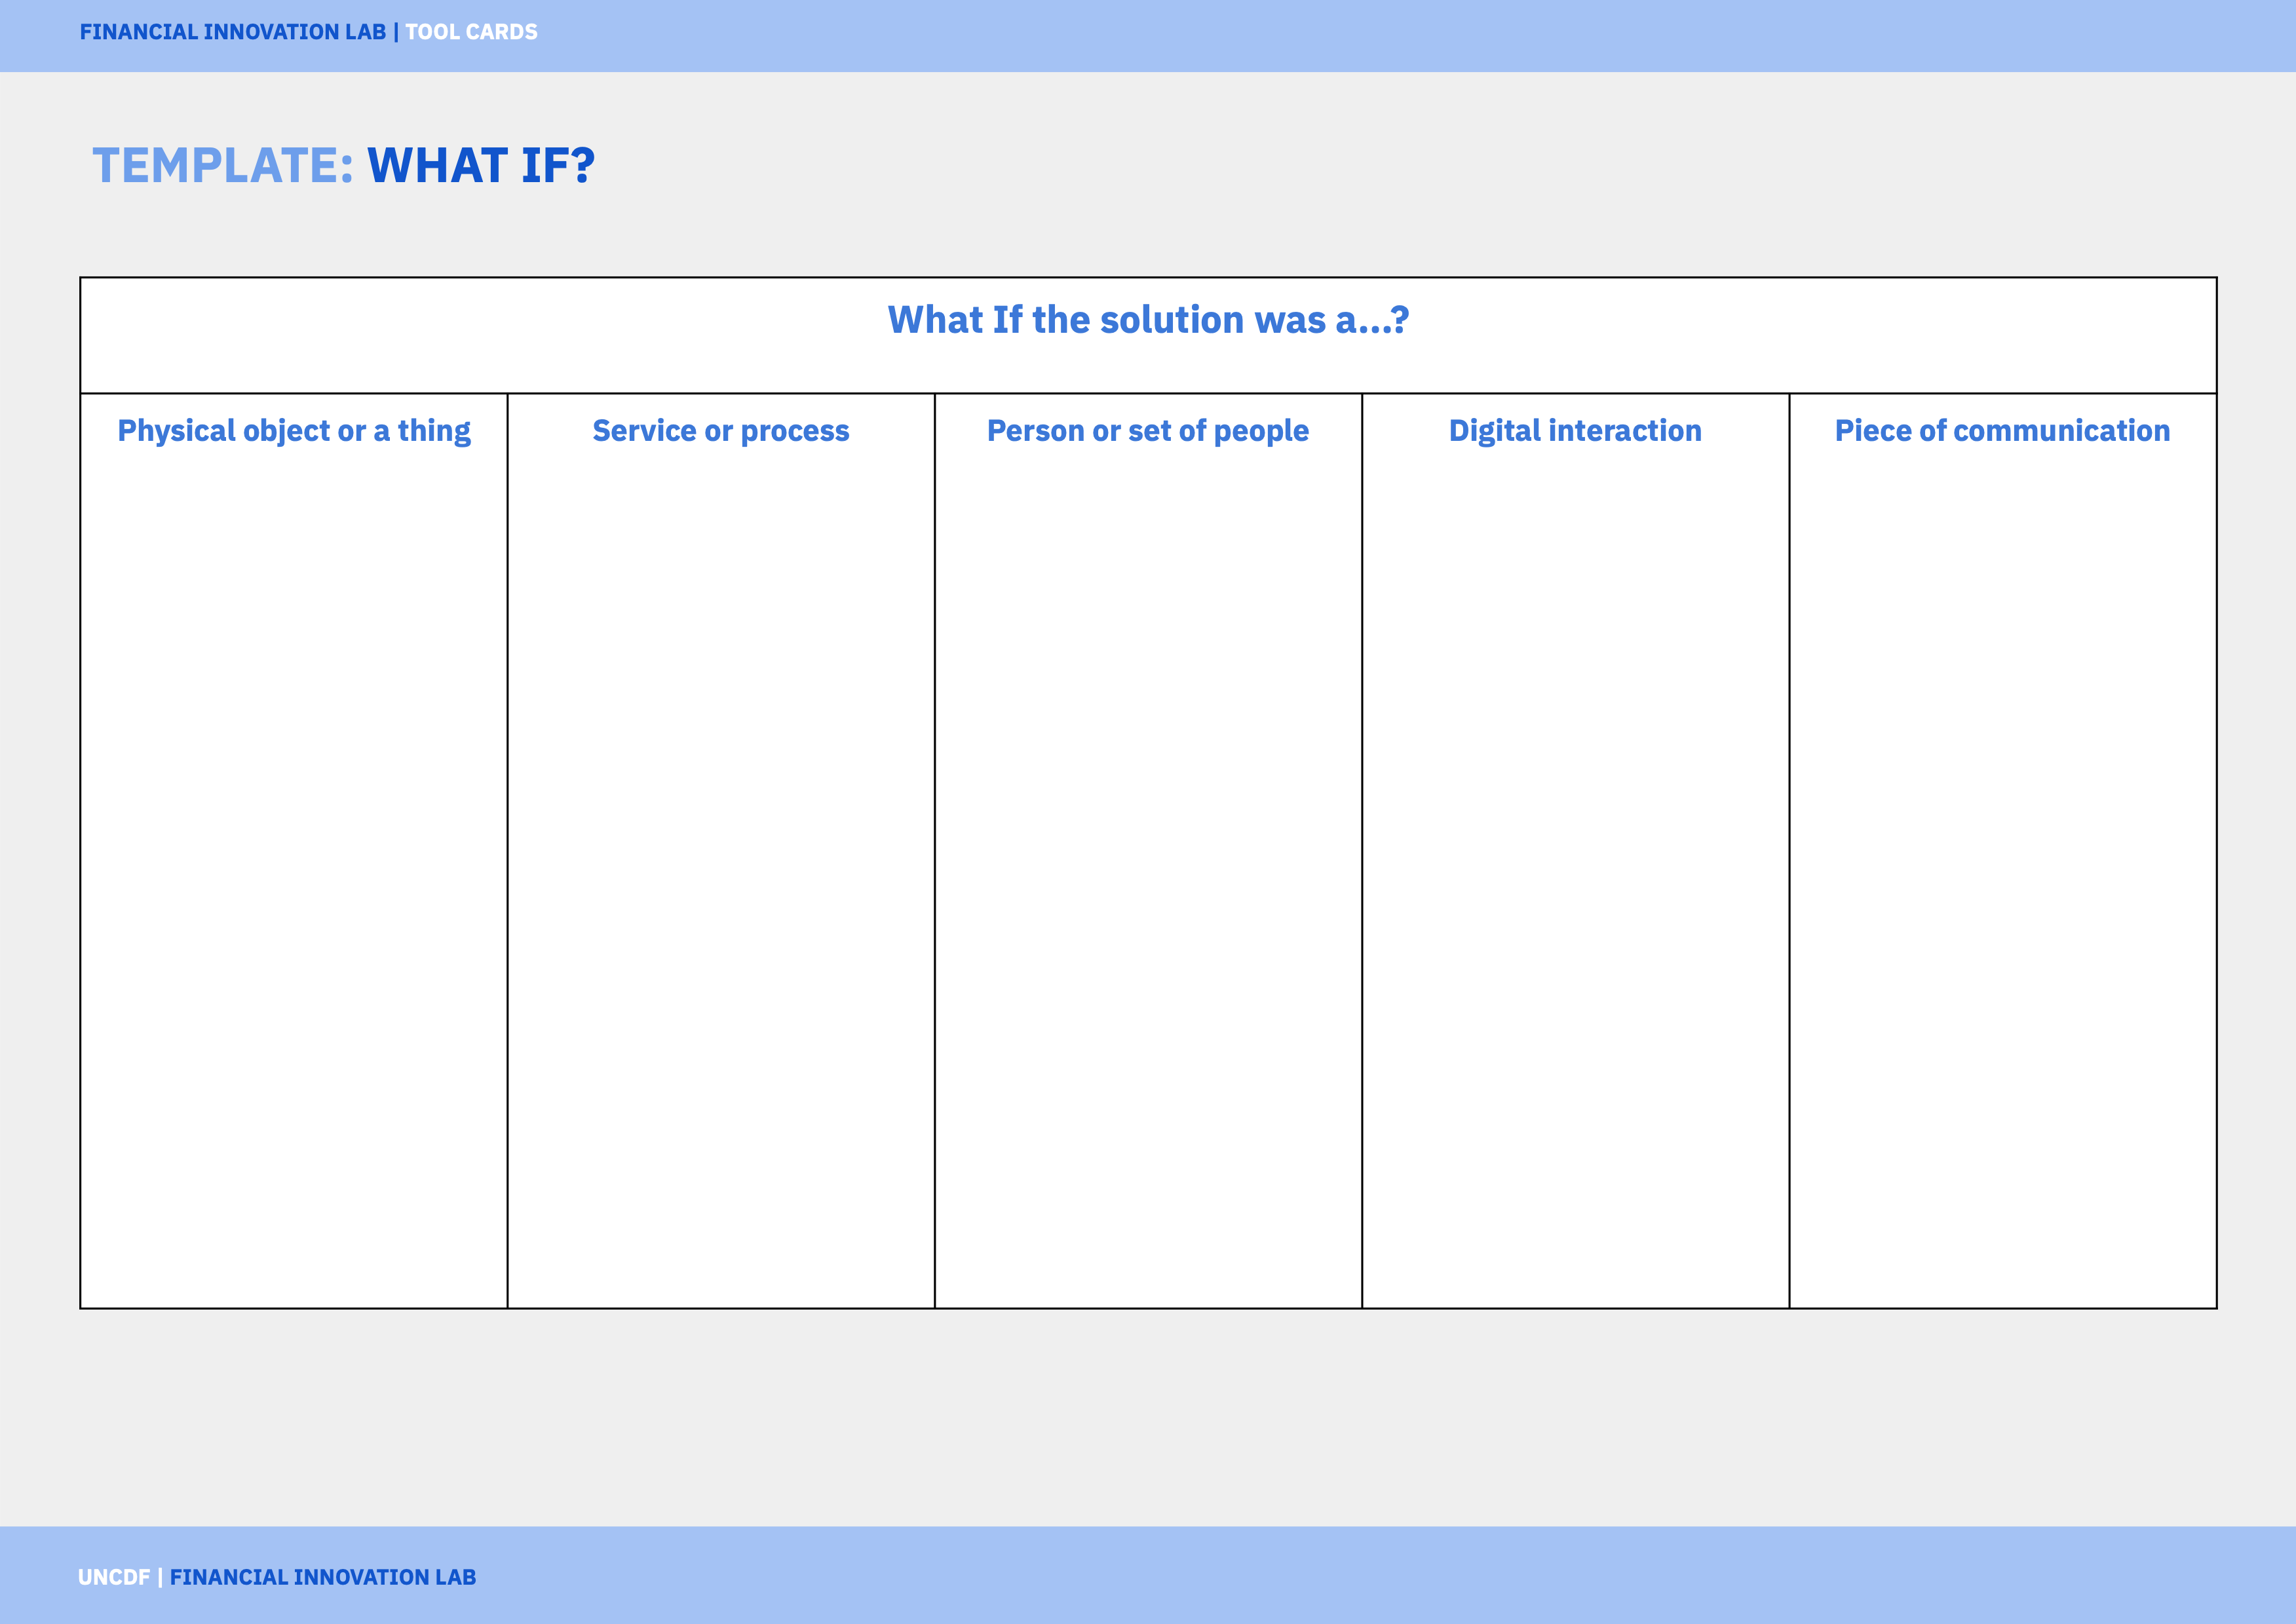 FINANCIAL INNOVATION LAB | TOOL CARDS
TEMPLATE: WHAT IF?
What If the solution was a...?
Physical object or a thing
Service or process
Person or set of people
Digital interaction
Piece of communication
UNCDF | FINANCIAL INNOVATION LAB